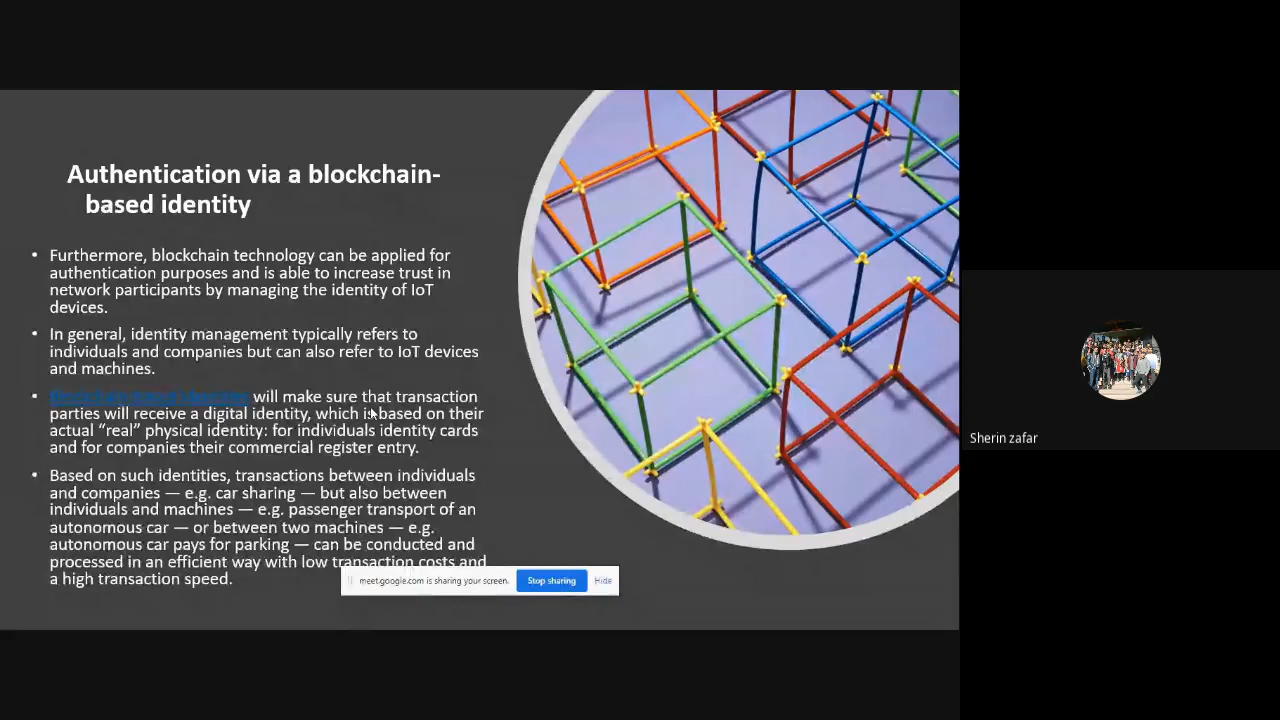 Authentication via a blockchain-
based identity
• Furthermore, blockchain technology can be applied for
authentication purposes and is able to increase trust in
network participants by managing the identity of IoT
devices.
• In general, identity management typically refers to
individuals and companies but can also refer to IoT devices
and machines.
• Blockchain-based identities will make sure that transaction
parties will receive a digital identity, which is based on their
actual “real” physical identity: for individuals identity cards
and for companies their commercial register entry.
• Based on such identities, transactions between individuals
and companies — e.g. car sharing — but also between
individuals and machines — e.g. passenger transport of an
autonomous car — or between two machines — e.g.
autonomous car pays for parking — can be conducted and
processed in an efficient way with low transaction costs and
a high transaction speed.
meet.google.com is sharing your screen. Stop sharing Hide
Sherin zafar